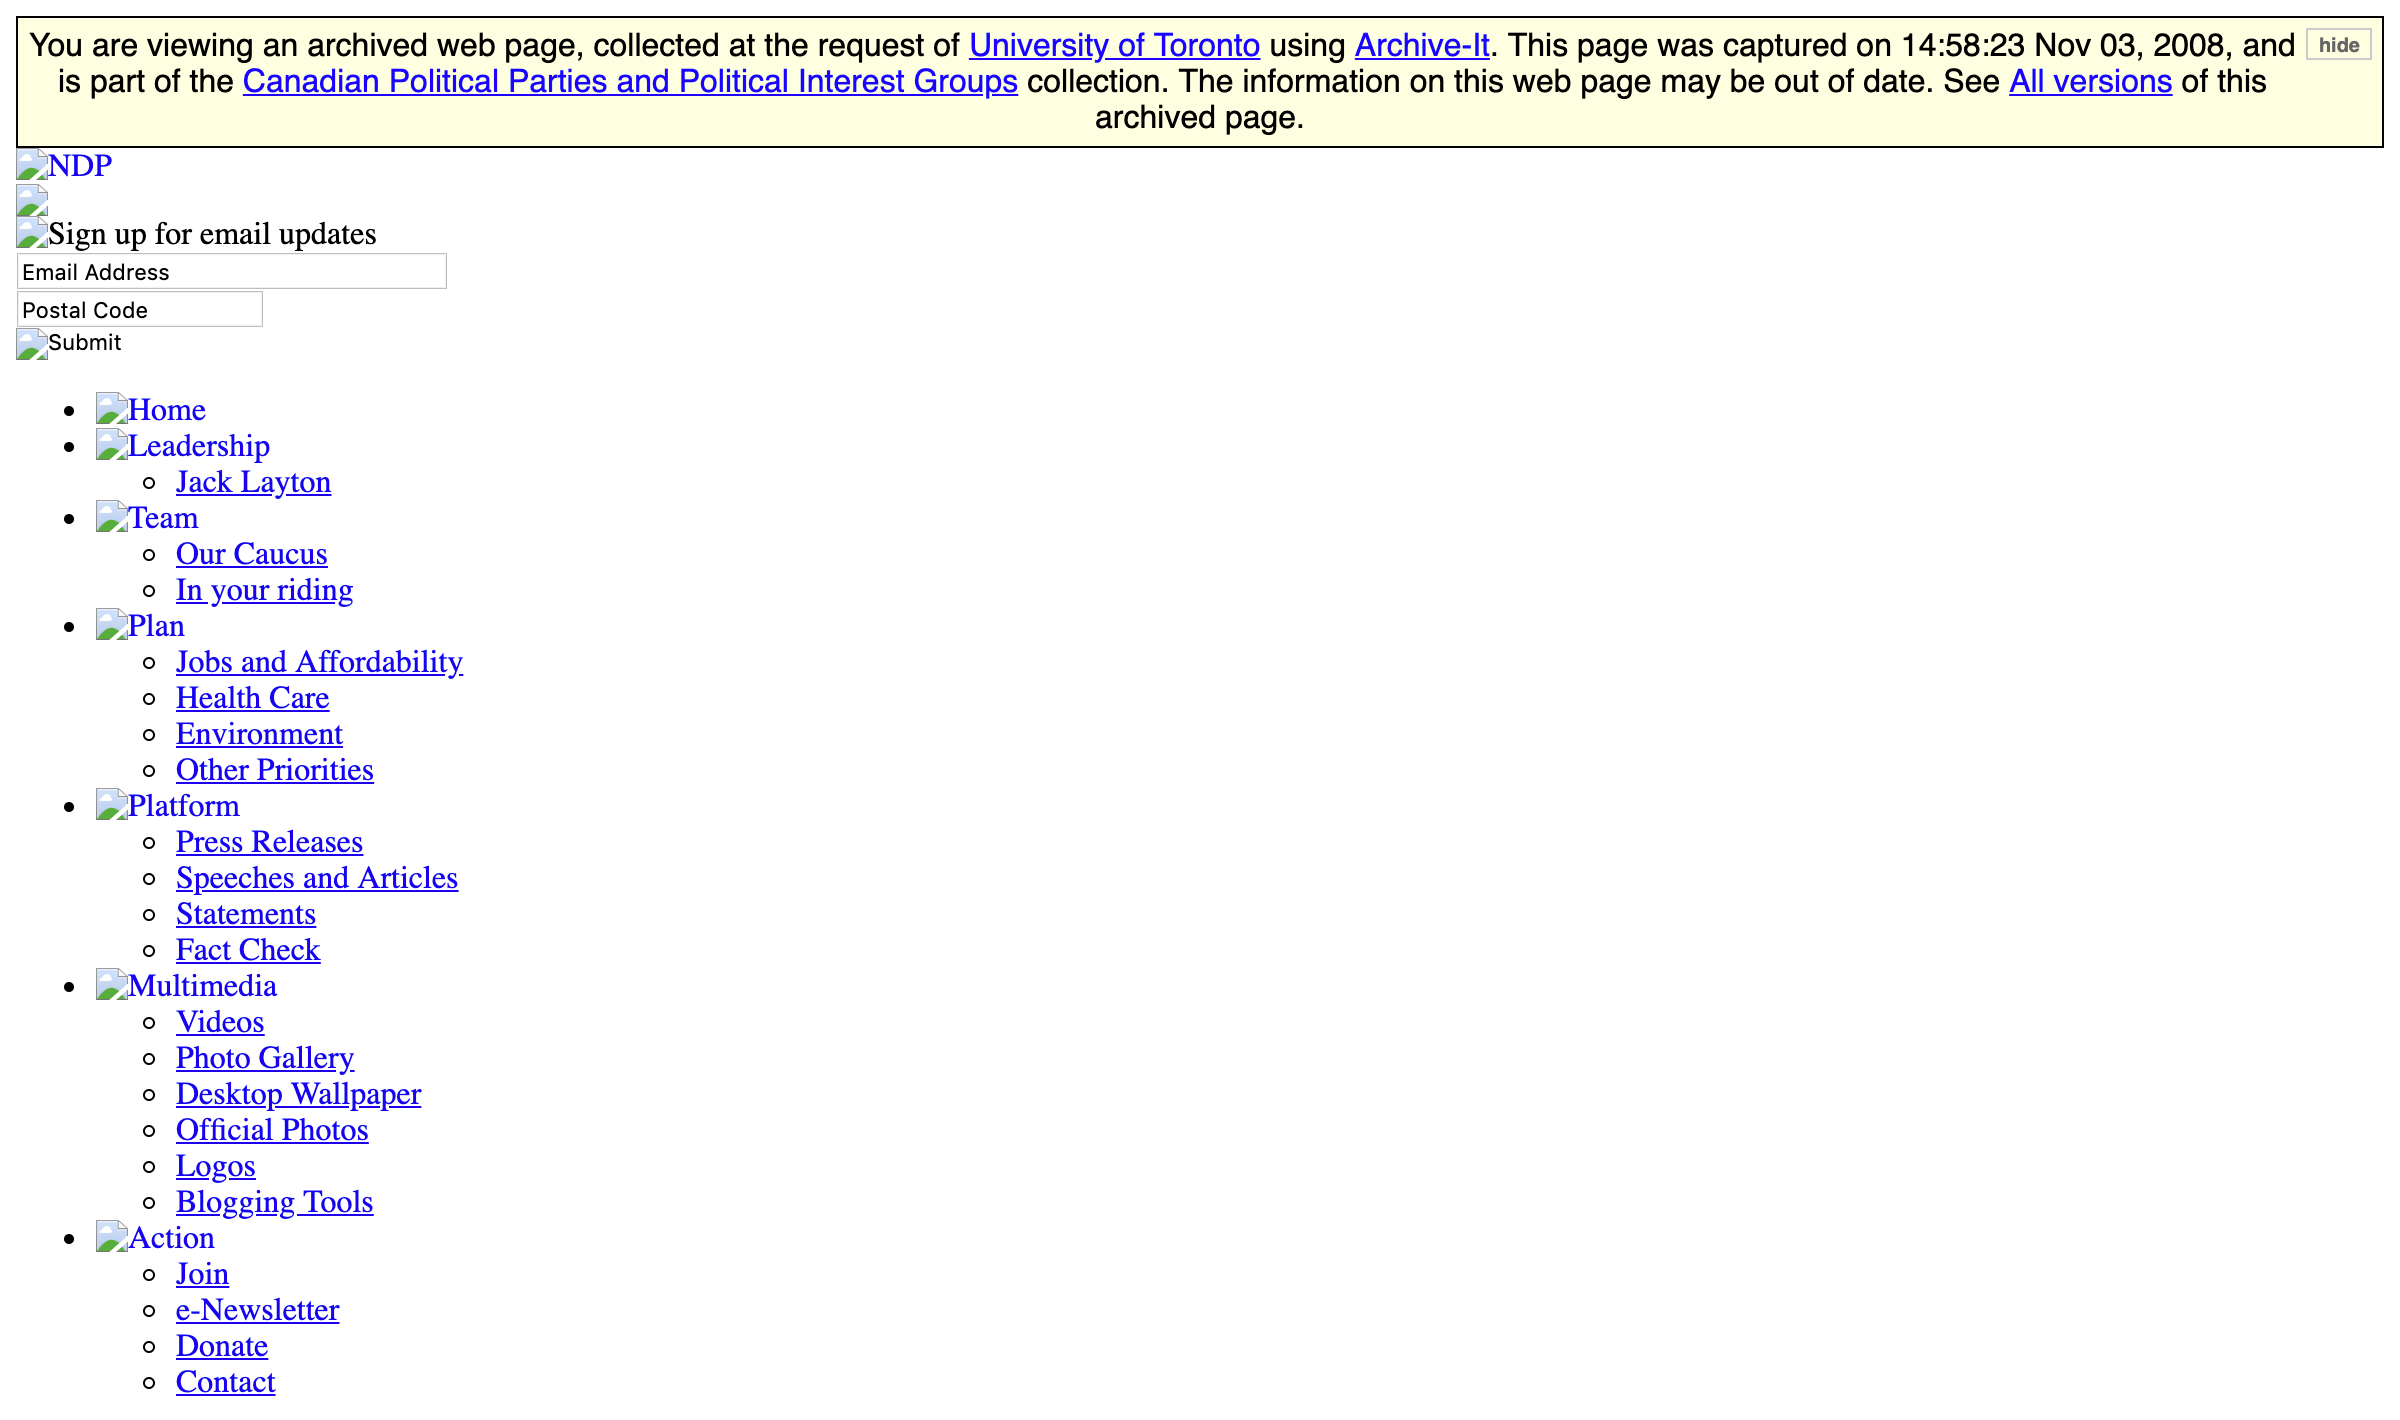 You are viewing an archived web page, collected at the request of University of Toronto using Archive-It. This page was captured on 14:58:23 Nov 03, 2008, and hide
is part of the Canadian Political Parties and Political Interest Groups collection. The information on this web page may be out of date. See All versions of this
archived page.
NDP
Sign up for email updates
Email Address
Postal Code
Submit
Home
Leadership
Jack Layton
Team
Our Caucus
In your riding
Plan
Jobs and Affordability
Health Care
Environment
Other Priorities
Platform
Press Releases
Speeches and Articles
Statements
Fact Check
Multimedia
Videos
Photo Gallery
Desktop Wallpaper
Official Photos
Logos
Blogging Tools
Action
Join
e-Newsletter
Donate
Contact